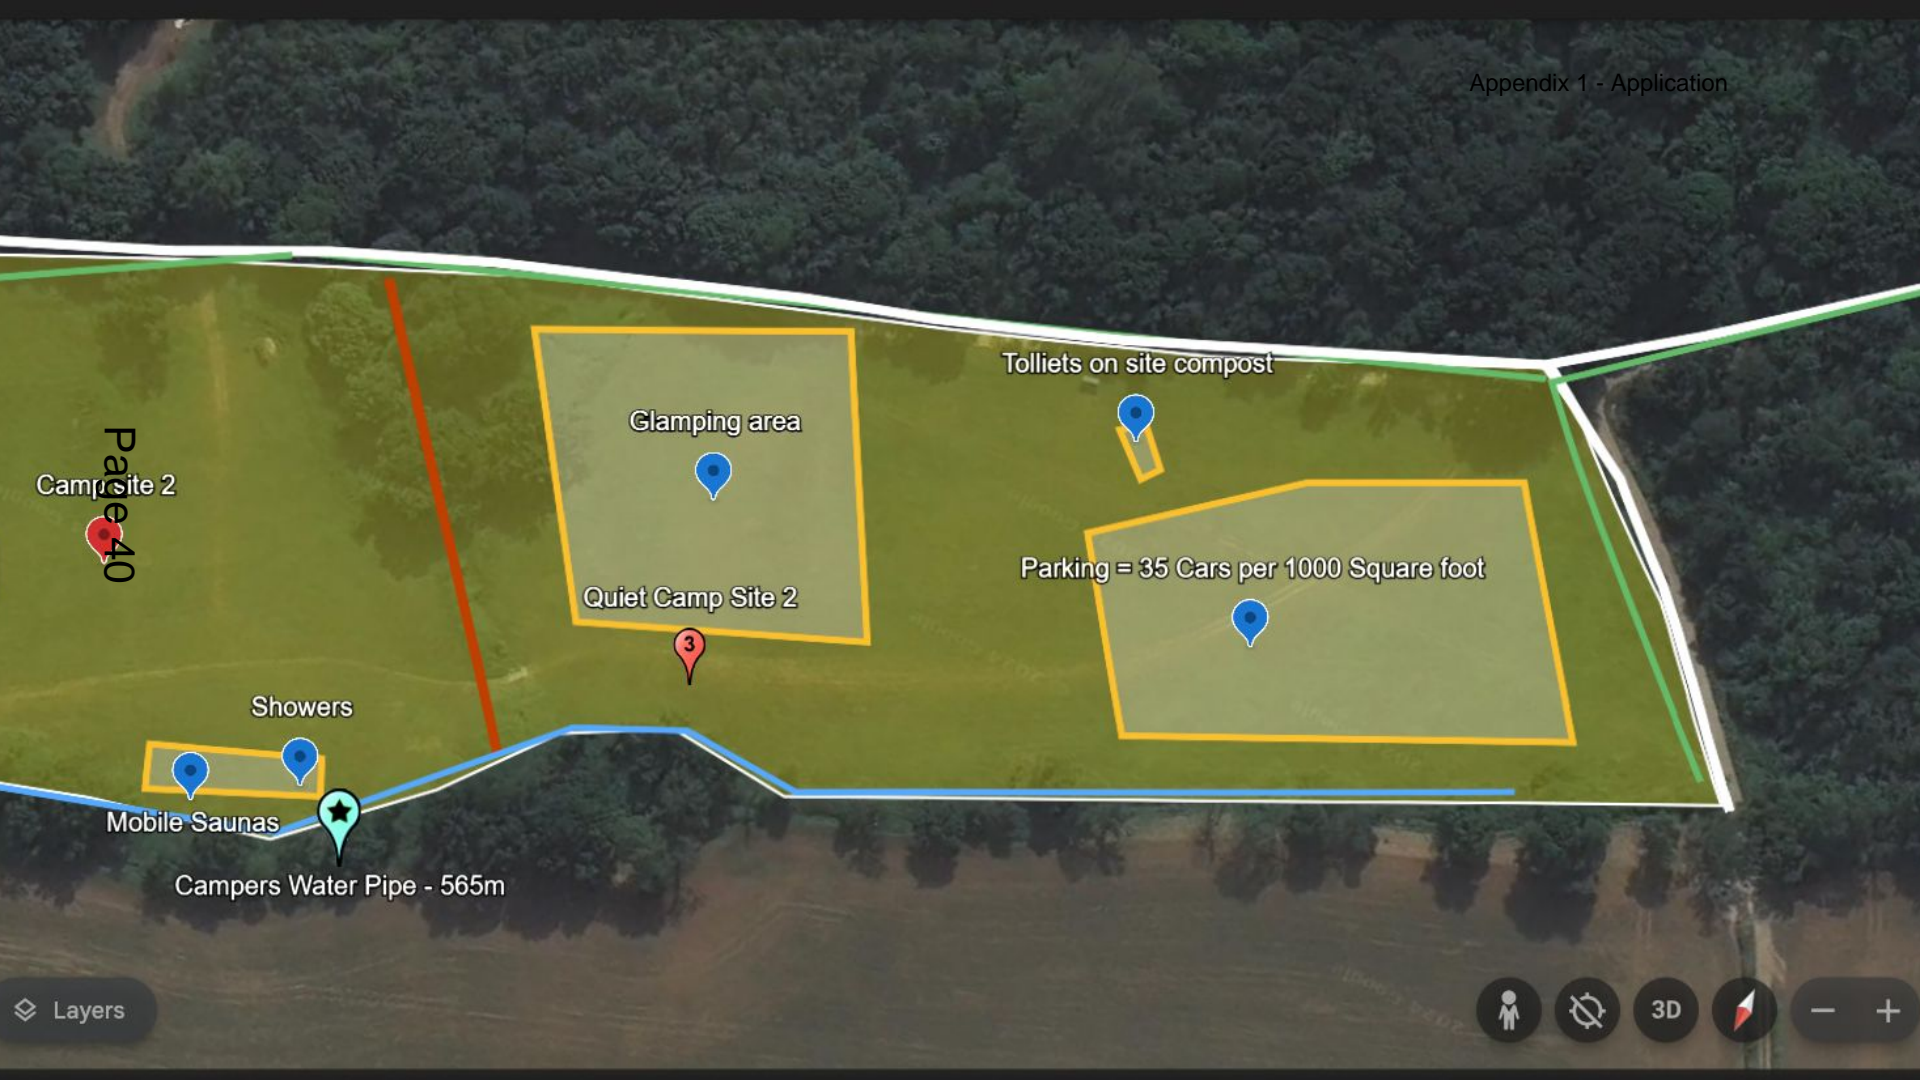 Appendix 1 - Application
Tolliets on site compost
Glamping area
Camp site 2
Page 40
Parking = 35 Cars per 1000 Square foot
Quiet Camp Site 2
3
Showers
Mobile Saunas
Campers Water Pipe - 565m
Layers
3D